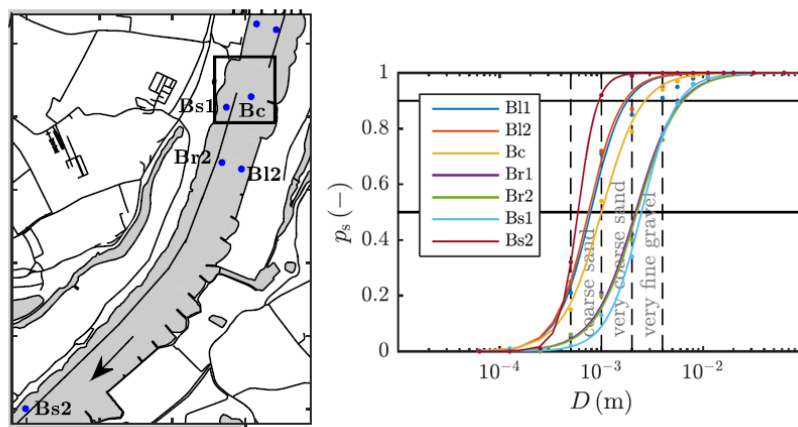 Bs1
Bc
Br2
Bl2
Bs2
1
0.8
0.6
0.4
0.2
0
pₛ (−)
Bl1
Bl2
Bc
Br1
Br2
Bs1
Bs2
coarse sand
very coarse sand
very fine gravel
10⁻⁴
10⁻³
10⁻²
D (m)